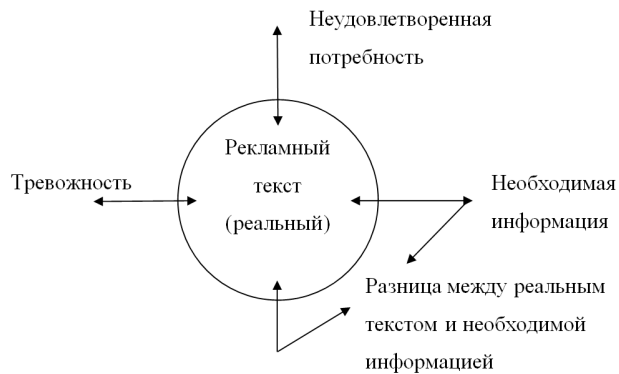 Неудовлетворенная
потребность
Рекламный
текст
(реальный)
Тревожность
Необходимая
информация
Разница между реальным
текстом и необходимой
информацией